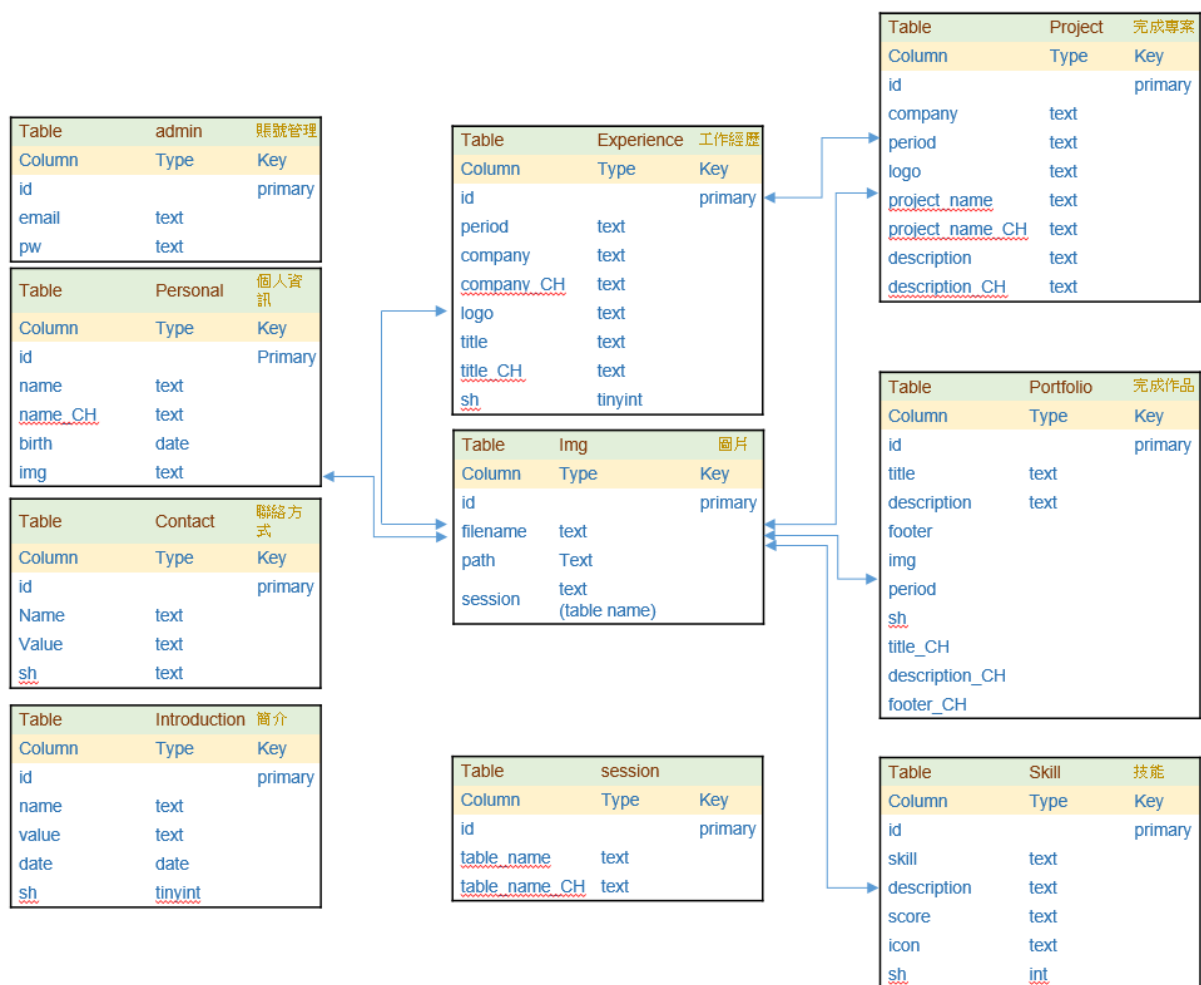 Table admin 賬號管理
Column Type Key
id primary
email text
pw text
Table Personal 個人資訊
Column Type Key
id Primary
name text
name_CH text
birth date
img text
Table Contact 聯絡方式
Column Type Key
id primary
Name text
Value text
sh text
Table Introduction 簡介
Column Type Key
id primary
name text
value text
date date
sh tinyint
Table Experience 工作經歷
Column Type Key
id primary
period text
company text
company_CH text
logo text
title text
title_CH text
sh tinyint
Table Img 圖片
Column Type Key
id primary
filename text
path Text
session text
(table name)
Table session
Column Type Key
id primary
table_name text
table_name_CH text
Table Project 完成專案
Column Type Key
id primary
company text
period text
logo text
project_name text
project_name_CH text
description text
description_CH text
Table Portfolio 完成作品
Column Type Key
id primary
title text
description text
footer
img
period
sh
title_CH
description_CH
footer_CH
Table Skill 技能
Column Type Key
id primary
skill text
description text
score text
icon text
sh int